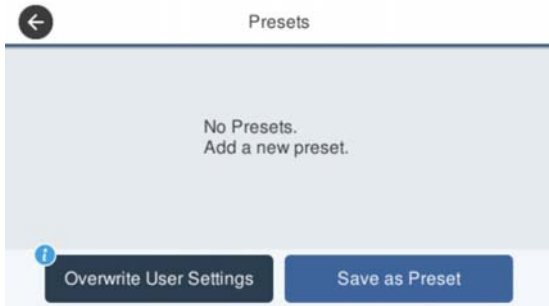 Presets
No Presets.
Add a new preset.
i
Overwrite User Settings
Save as Preset